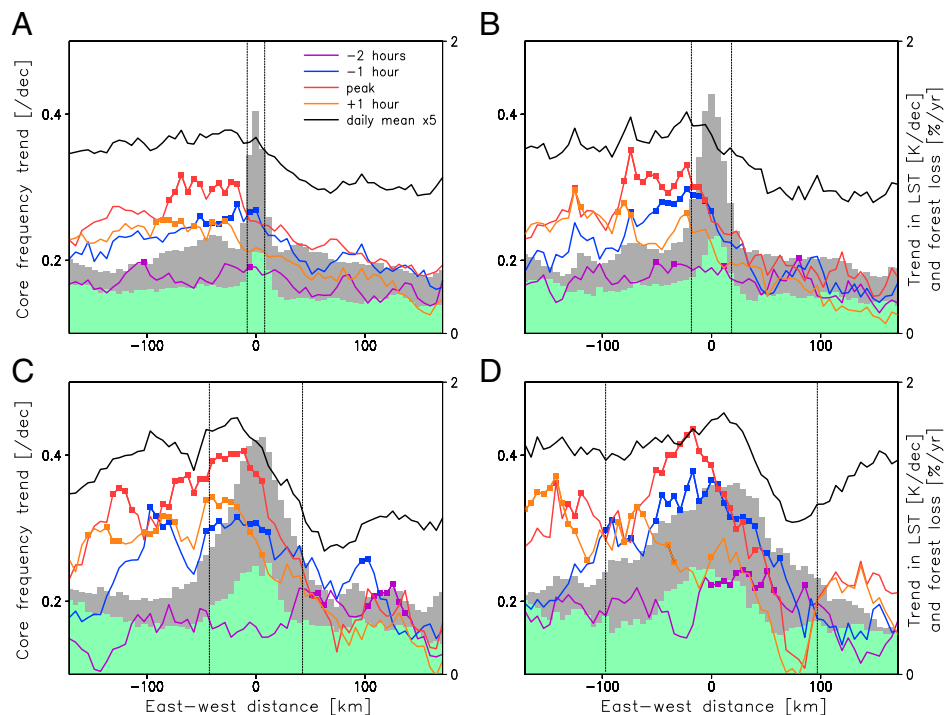 A
B
Core frequency trend [/dec]
0.4
0.2
-100
0
100
2
0
-2 hours
-1 hour
peak
+1 hour
daily mean x5
0.4
0.2
-100
0
100
2
0
Trend in LST [K/dec]
and forest loss [%/yr]
C
D
Core frequency trend [/dec]
0.4
0.2
-100
0
100
2
0
East-west distance [km]
0.4
0.2
-100
0
100
2
0
East-west distance [km]
Trend in LST [K/dec]
and forest loss [%/yr]